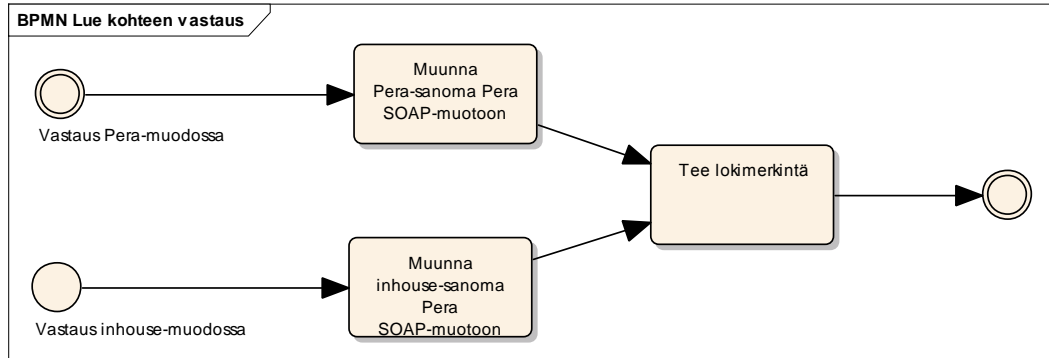 BPMN Lue kohteen vastaus
Muunna
Pera-sanoma Pera
SOAP-muotoon
Vastaus Pera-muodossa
Tee lokimerkintä
Muunna
inhouse-sanoma
Pera
SOAP-muotoon
Vastaus inhouse-muodossa